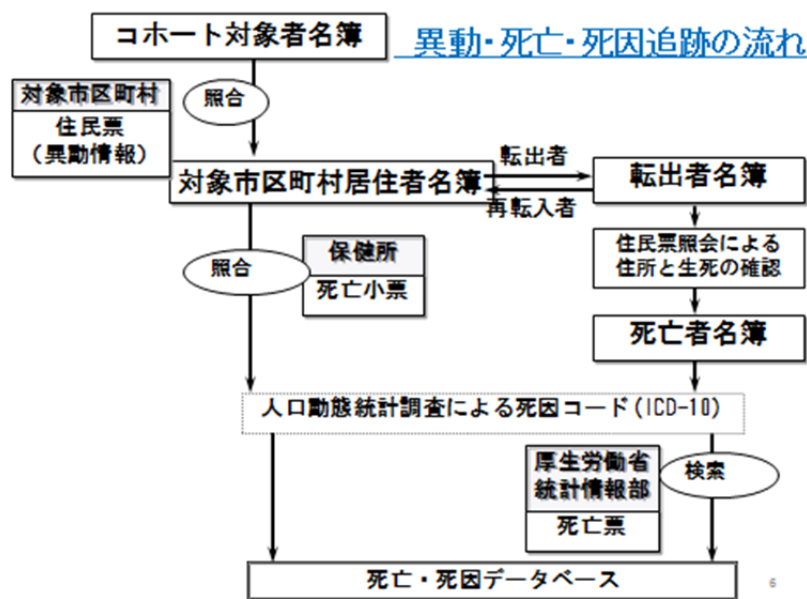 コホート対象者名簿
異動・死亡・死因追跡の流れ
対象市区町村
住民票
（異動情報）
照合
対象市区町村居住者名簿
転出者
再転入者
転出者名簿
照合
保健所
死亡小票
住民票照会による
住所と生死の確認
死亡者名簿
人口動態統計調査による死因コード(ICD-10)
厚生労働省
統計情報部
死亡票
検索
死亡・死因データベース
6